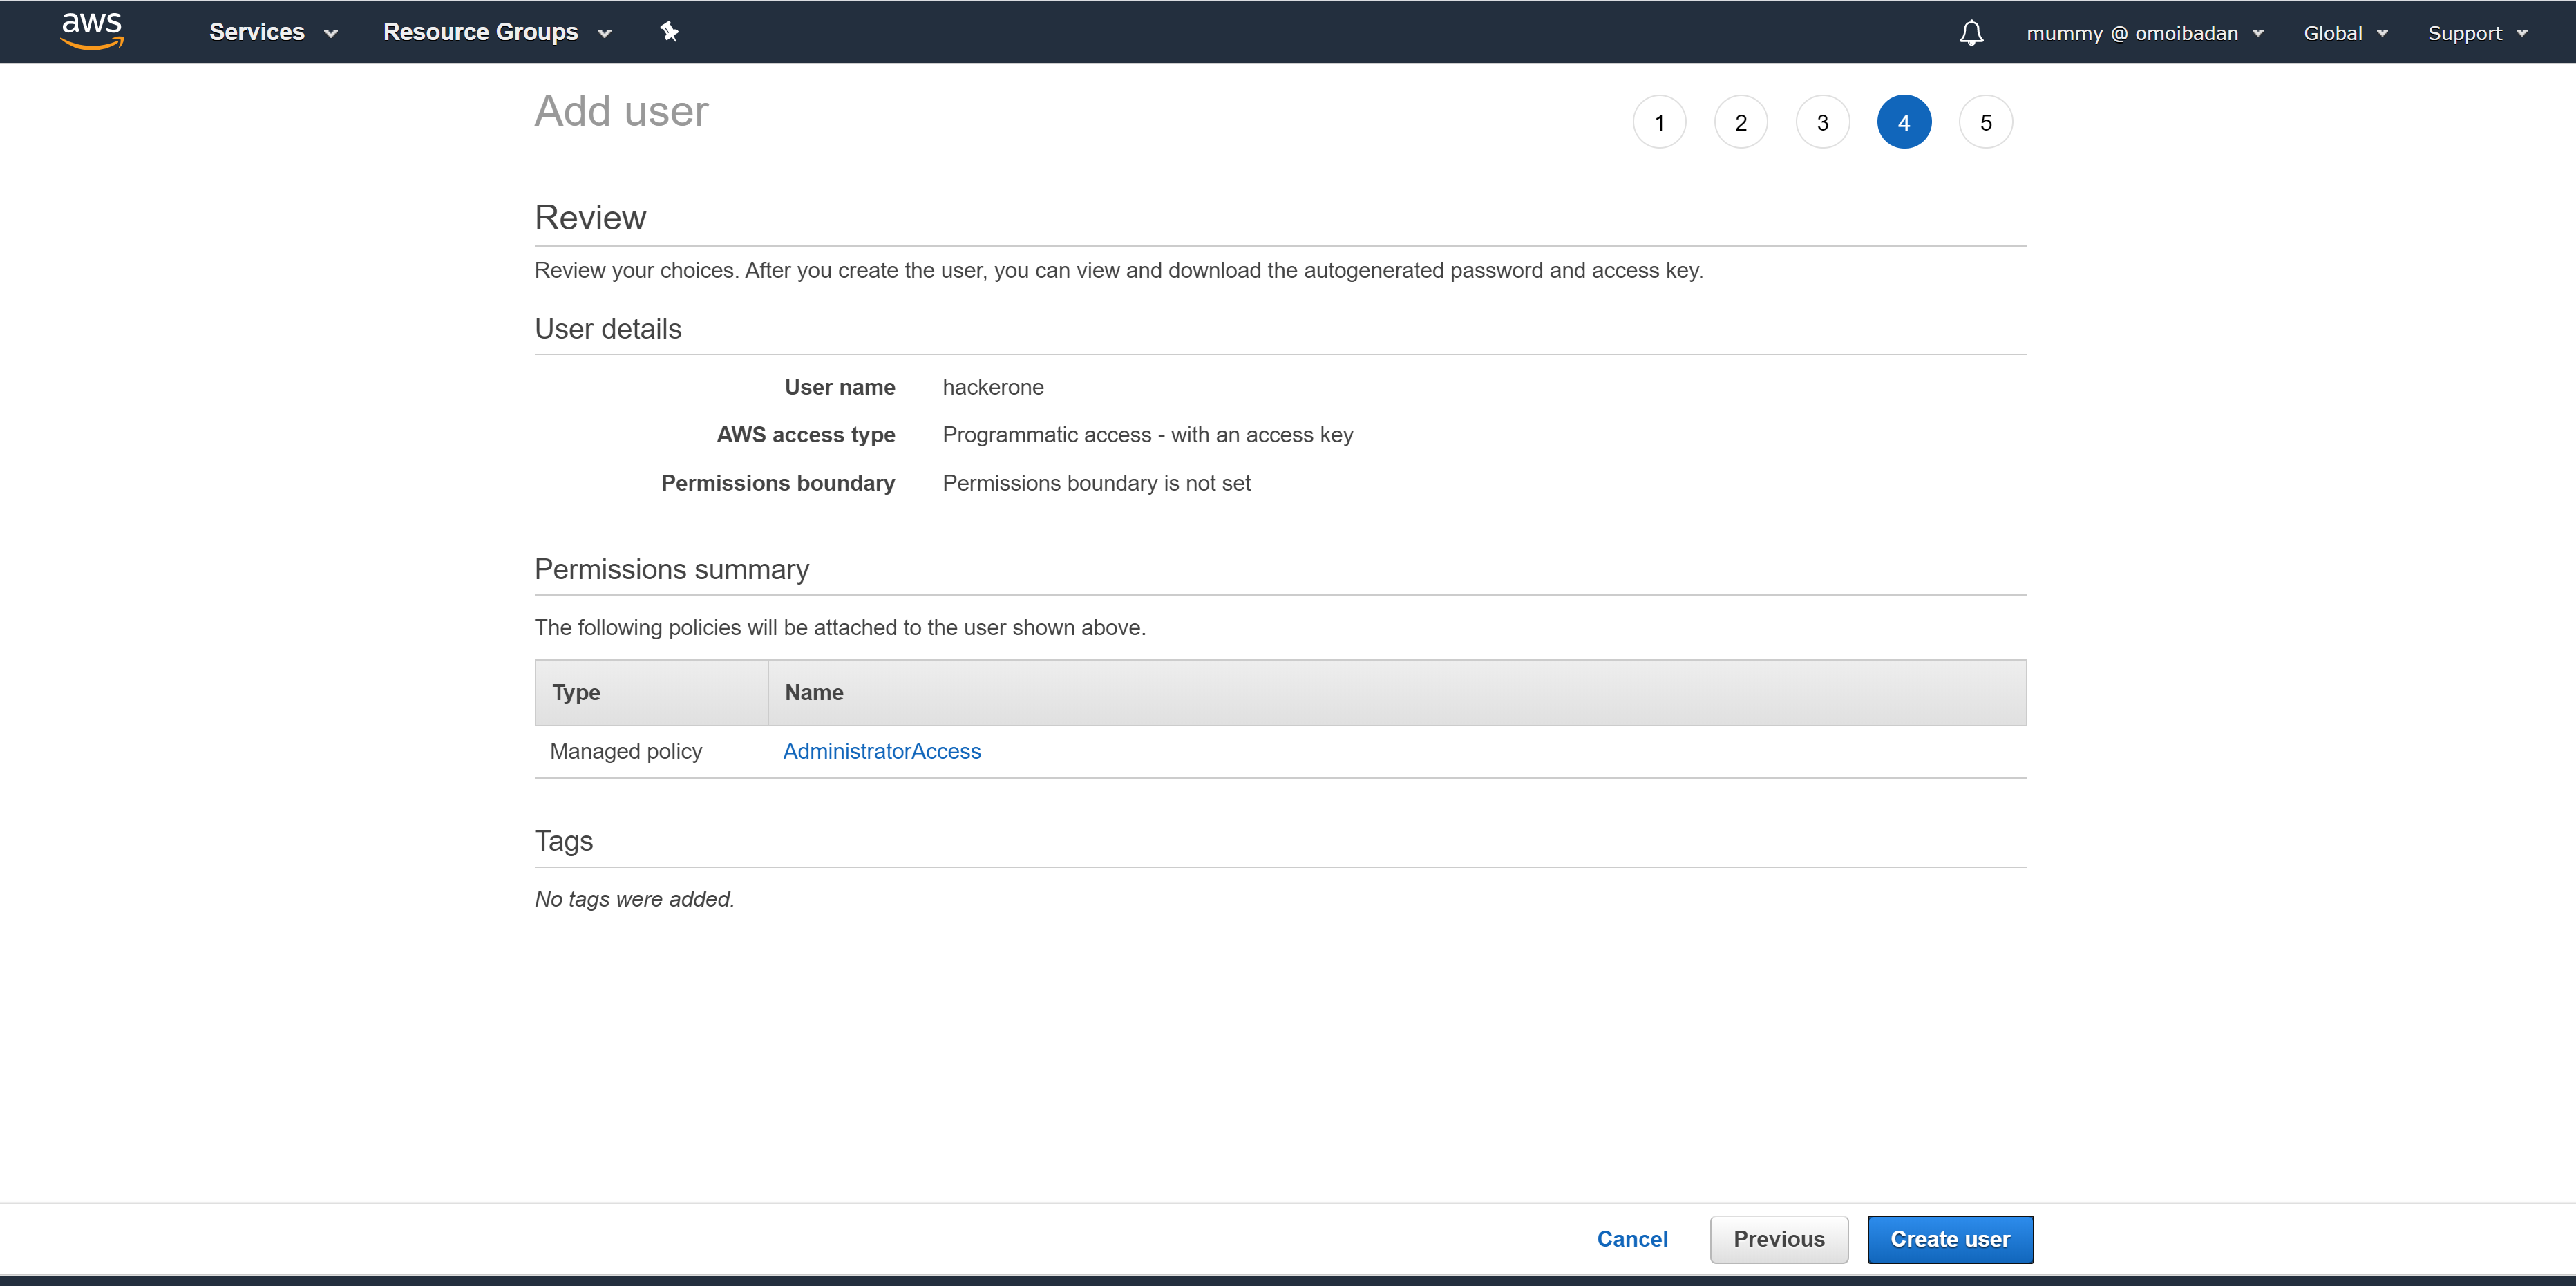 aws Services Resource Groups mummy @ omoibadan Global Support
Add user 1 2 3 4 5
Review
Review your choices. After you create the user, you can view and download the autogenerated password and access key.
User details
User name hackerone
AWS access type Programmatic access - with an access key
Permissions boundary Permissions boundary is not set
Permissions summary
The following policies will be attached to the user shown above.
Type Name
Managed policy AdministratorAccess
Tags
No tags were added.
Cancel Previous Create user